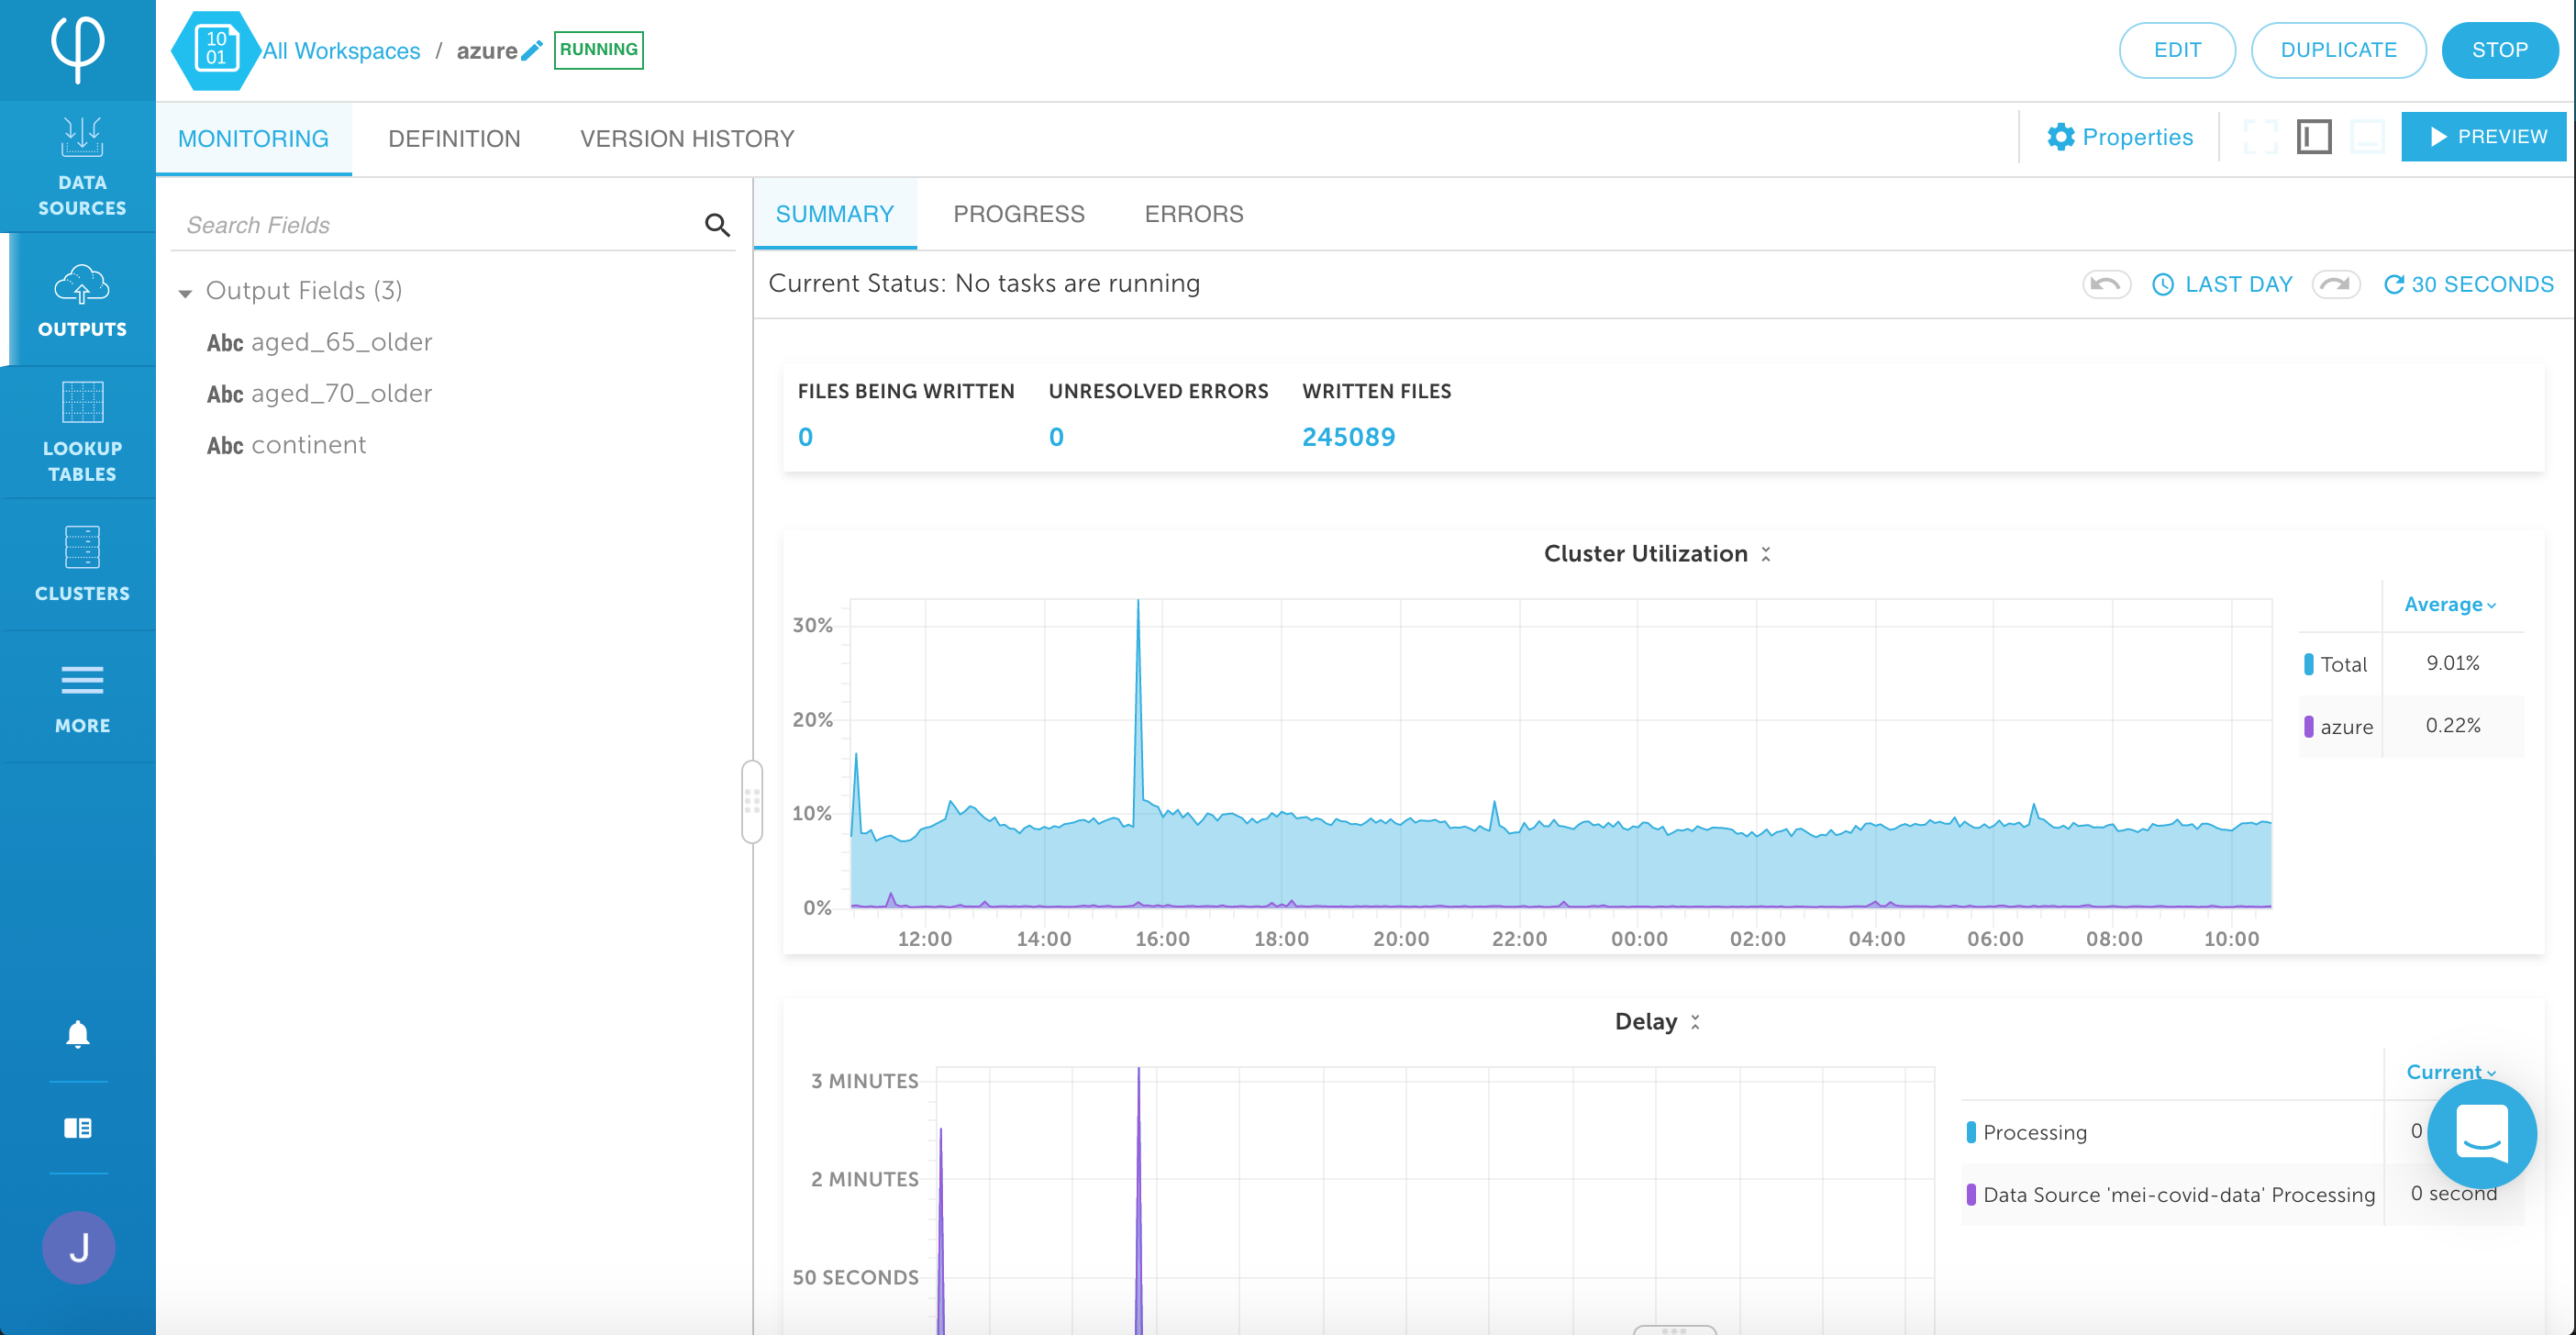 10
01
All Workspaces / azure RUNNING
EDIT
DUPLICATE
STOP
DATA
SOURCES
OUTPUTS
LOOKUP
TABLES
CLUSTERS
MORE
J
MONITORING
DEFINITION
VERSION HISTORY
Properties
PREVIEW
Search Fields
Output Fields (3)
Abc aged_65_older
Abc aged_70_older
Abc continent
SUMMARY
PROGRESS
ERRORS
Current Status: No tasks are running
LAST DAY
30 SECONDS
FILES BEING WRITTEN UNRESOLVED ERRORS WRITTEN FILES
0 0 245089
Cluster Utilization
30%
20%
10%
0%
12:00 14:00 16:00 18:00 20:00 22:00 00:00 02:00 04:00 06:00 08:00 10:00
Average
Total 9.01%
azure 0.22%
Delay
3 MINUTES
2 MINUTES
50 SECONDS
Current
Processing 0
Data Source 'mei-covid-data' Processing 0 second